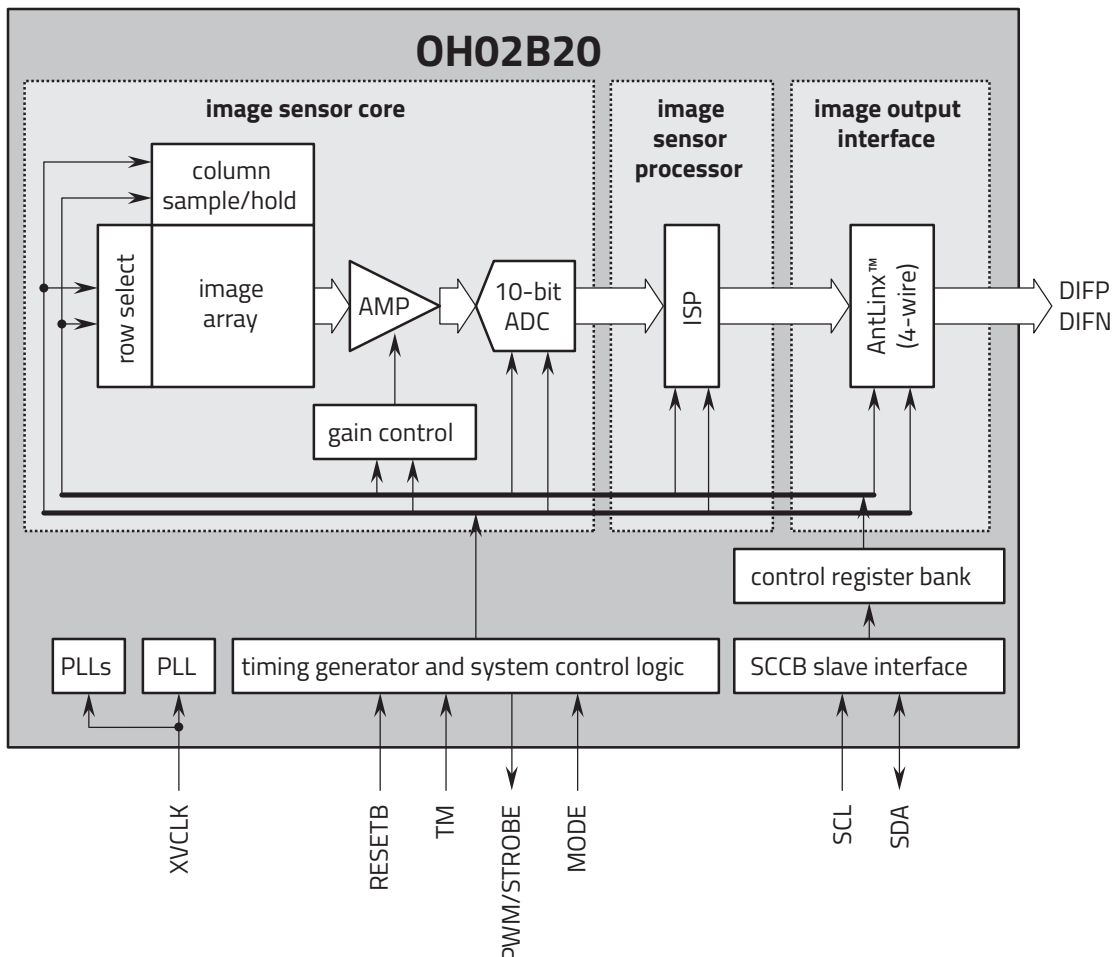 OH02B20
image sensor core
image
sensor
processor
image output
interface
column
sample/hold
row select
image
array
AMP
10-bit
ADC
ISP
AntLinx™
(4-wire)
DIFP
DIFN
gain control
control register bank
PLLs
PLL
timing generator and system control logic
SCCB slave interface
XVCLK
RESETB
TM
PWM/STROBE
MODE
SCL
SDA